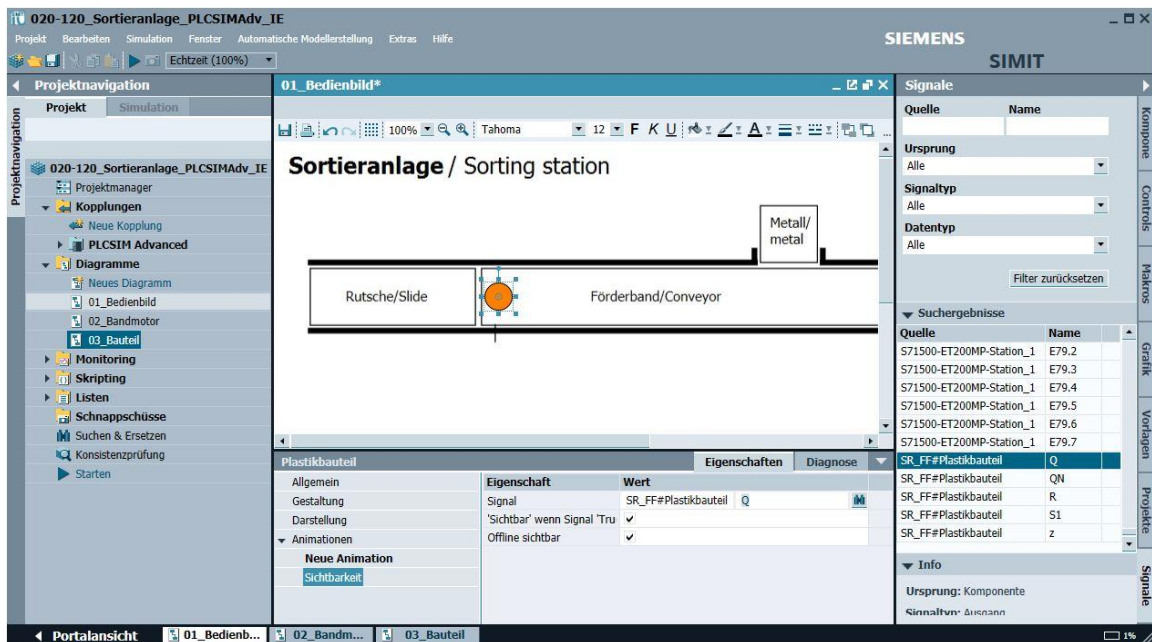 020-120_Sortieranlage_PLCSIMAdv_IE
Projekt Bearbeiten Simulation Fenster Automatische Modellerstellung Extras Hilfe
SIEMENS
SIMIT
Echtzeit (100%)
Projektnavigation
Projekt Simulation
Projektnavigation
020-120_Sortieranlage_PLCSIMAdv_IE
Projektmanager
Kopplungen
Neue Kopplung
PLCSIM Advanced
Diagramme
Neues Diagramm
01_Bedienbild
02_Bandmotor
03_Bauteil
Monitoring
Skripting
Listen
Schnappschüsse
Suchen & Ersetzen
Konsistenzprüfung
Starten
01_Bedienbild*
100% Tahoma 12 F K U A ...
Sortieranlage / Sorting station
Metall/
metal
Rutsche/Slide
Förderband/Conveyor
Plastikbauteil
Eigenschaften Diagnose
Allgemein
Gestaltung
Darstellung
Animationen
Neue Animation
Sichtbarkeit
Eigenschaft Wert
Signal SR_FF#Plastikbauteil Q
'Sichtbar' wenn Signal 'Tru
Offline sichtbar
Signale
Quelle Name
Ursprung
Alle
Signaltyp
Alle
Datentyp
Alle
Filter zurücksetzen
Suchergebnisse
Quelle Name
S71500-ET200MP-Station_1 E79.2
S71500-ET200MP-Station_1 E79.3
S71500-ET200MP-Station_1 E79.4
S71500-ET200MP-Station_1 E79.5
S71500-ET200MP-Station_1 E79.6
S71500-ET200MP-Station_1 E79.7
SR_FF#Plastikbauteil Q
SR_FF#Plastikbauteil QN
SR_FF#Plastikbauteil R
SR_FF#Plastikbauteil S1
SR_FF#Plastikbauteil z
Info
Ursprung: Komponente
Signaltyp: Ausgang
Kompone
Controls
Makros
Grafik
Vorlagen
Projekte
Signale
Portalansicht 01_Bedienb... 02_Bandm... 03_Bauteil 1%